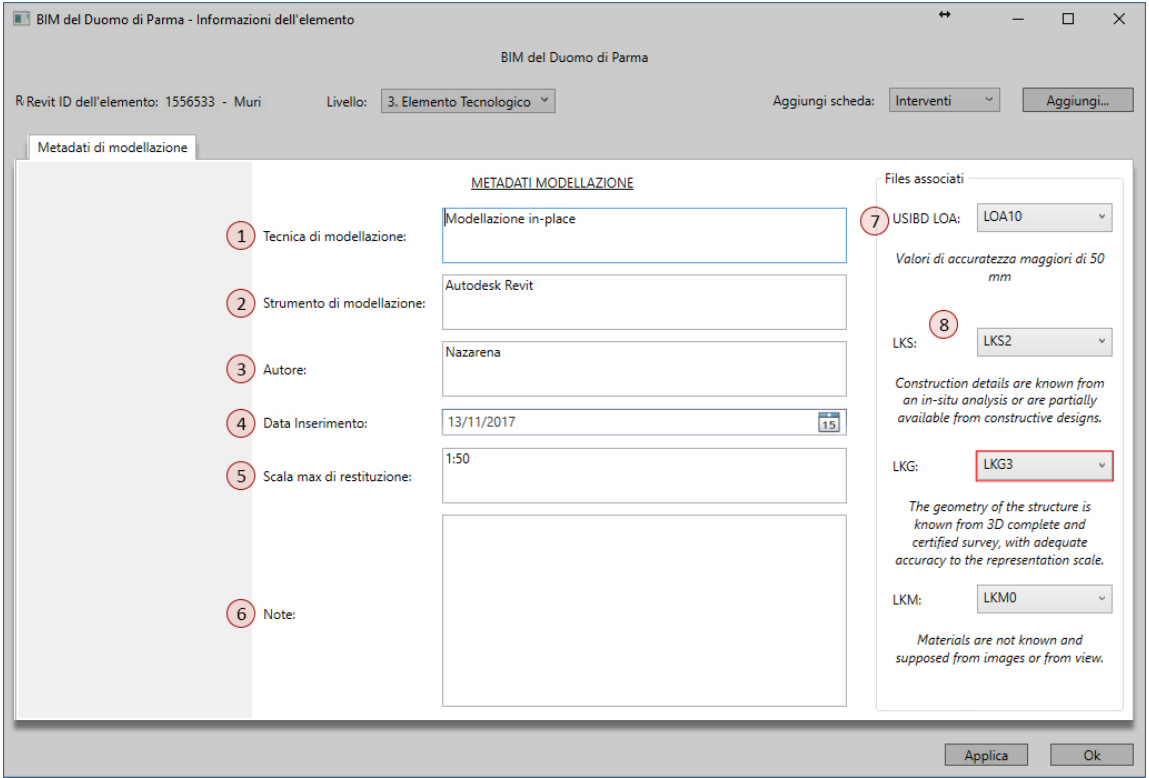 BIM del Duomo di Parma - Informazioni dell'elemento
BIM del Duomo di Parma
Revit ID dell'elemento: 1556533 - Muri
Livello: 3. Elemento Tecnologico
Aggiungi scheda: Interventi
Aggiungi...
Metadati di modellazione
METADATI MODELLAZIONE
1 Tecnica di modellazione: Modellazione in-place
2 Strumento di modellazione: Autodesk Revit
3 Autore: Nazarena
4 Data Inserimento: 13/11/2017 15
5 Scala max di restituzione: 1:50
6 Note:
Files associati
7 USIBD LOA: LOA10
Valori di accuratezza maggiori di 50
mm
8
LKS: LKS2
Construction details are known from
an in-situ analysis or are partially
available from constructive designs.
LKG: LKG3
The geometry of the structure is
known from 3D complete and
certified survey, with adequate
accuracy to the representation scale.
LKM: LKM0
Materials are not known and
supposed from images or from view.
Applica
Ok